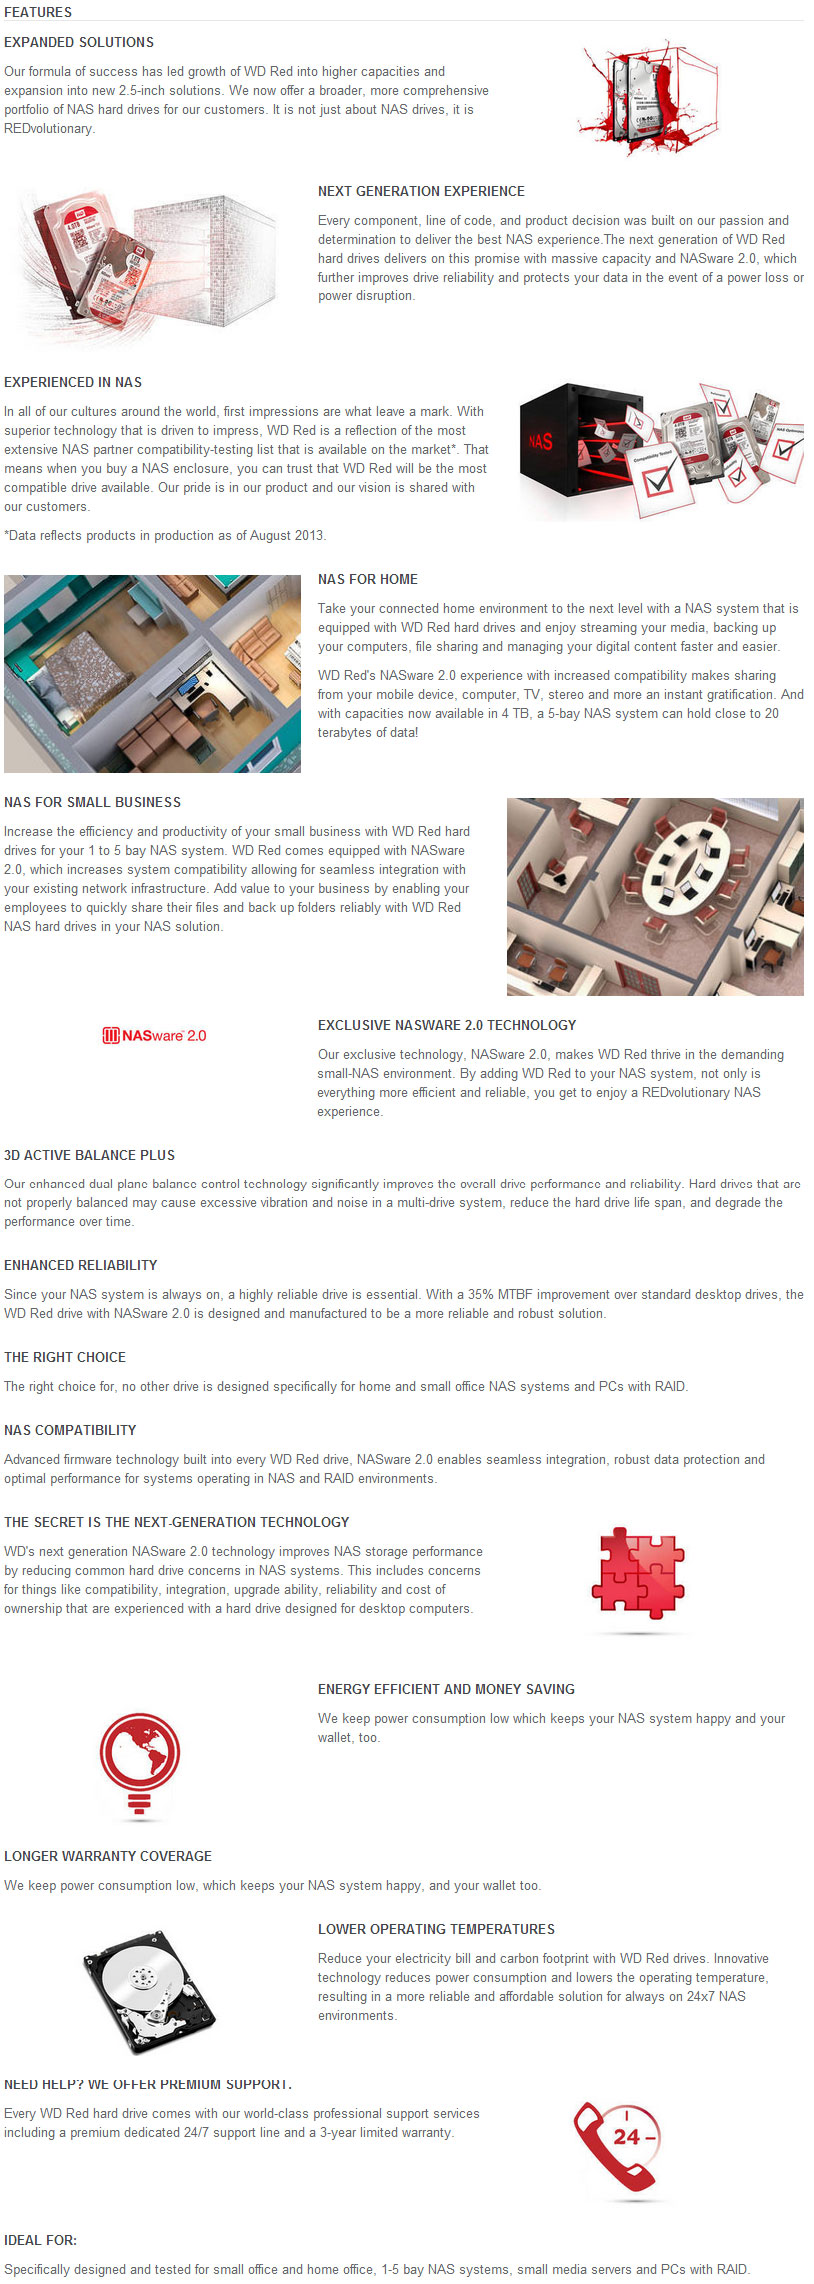 FEATURES
EXPANDED SOLUTIONS
Our formula of success has led growth of WD Red into higher capacities and
expansion into new 2.5-inch solutions. We now offer a broader, more comprehensive
portfolio of NAS hard drives for our customers. It is not just about NAS drives, it is
REDvolutionary.
NEXT GENERATION EXPERIENCE
Every component, line of code, and product decision was built on our passion and
determination to deliver the best NAS experience.The next generation of WD Red
hard drives delivers on this promise with massive capacity and NASware 2.0, which
further improves drive reliability and protects your data in the event of a power loss or
power disruption.
EXPERIENCED IN NAS
In all of our cultures around the world, first impressions are what leave a mark. With
superior technology that is driven to impress, WD Red is a reflection of the most
extensive NAS partner compatibility-testing list that is available on the market*. That
means when you buy a NAS enclosure, you can trust that WD Red will be the most
compatible drive available. Our pride is in our product and our vision is shared with
our customers.
*Data reflects products in production as of August 2013.
NAS
Compatibility Tested
NAS FOR HOME
Take your connected home environment to the next level with a NAS system that is
equipped with WD Red hard drives and enjoy streaming your media, backing up
your computers, file sharing and managing your digital content faster and easier.
WD Red's NASware 2.0 experience with increased compatibility makes sharing
from your mobile device, computer, TV, stereo and more an instant gratification. And
with capacities now available in 4 TB, a 5-bay NAS system can hold close to 20
terabytes of data!
NAS FOR SMALL BUSINESS
Increase the efficiency and productivity of your small business with WD Red hard
drives for your 1 to 5 bay NAS system. WD Red comes equipped with NASware
2.0, which increases system compatibility allowing for seamless integration with
your existing network infrastructure. Add value to your business by enabling your
employees to quickly share their files and back up folders reliably with WD Red
NAS hard drives in your NAS solution.
NASware™ 2.0
EXCLUSIVE NASWARE 2.0 TECHNOLOGY
Our exclusive technology, NASware 2.0, makes WD Red thrive in the demanding
small-NAS environment. By adding WD Red to your NAS system, not only is
everything more efficient and reliable, you get to enjoy a REDvolutionary NAS
experience.
3D ACTIVE BALANCE PLUS
Our enhanced dual plane balance control technology significantly improves the overall drive performance and reliability. Hard drives that are
not properly balanced may cause excessive vibration and noise in a multi-drive system, reduce the hard drive life span, and degrade the
performance over time.
ENHANCED RELIABILITY
Since your NAS system is always on, a highly reliable drive is essential. With a 35% MTBF improvement over standard desktop drives, the
WD Red drive with NASware 2.0 is designed and manufactured to be a more reliable and robust solution.
THE RIGHT CHOICE
The right choice for, no other drive is designed specifically for home and small office NAS systems and PCs with RAID.
NAS COMPATIBILITY
Advanced firmware technology built into every WD Red drive, NASware 2.0 enables seamless integration, robust data protection and
optimal performance for systems operating in NAS and RAID environments.
THE SECRET IS THE NEXT-GENERATION TECHNOLOGY
WD's next generation NASware 2.0 technology improves NAS storage performance
by reducing common hard drive concerns in NAS systems. This includes concerns
for things like compatibility, integration, upgrade ability, reliability and cost of
ownership that are experienced with a hard drive designed for desktop computers.
ENERGY EFFICIENT AND MONEY SAVING
We keep power consumption low which keeps your NAS system happy and your
wallet, too.
LONGER WARRANTY COVERAGE
We keep power consumption low, which keeps your NAS system happy, and your wallet too.
LOWER OPERATING TEMPERATURES
Reduce your electricity bill and carbon footprint with WD Red drives. Innovative
technology reduces power consumption and lowers the operating temperature,
resulting in a more reliable and affordable solution for always on 24x7 NAS
environments.
NEED HELP? WE OFFER PREMIUM SUPPORT.
Every WD Red hard drive comes with our world-class professional support services
including a premium dedicated 24/7 support line and a 3-year limited warranty.
24
IDEAL FOR:
Specifically designed and tested for small office and home office, 1-5 bay NAS systems, small media servers and PCs with RAID.